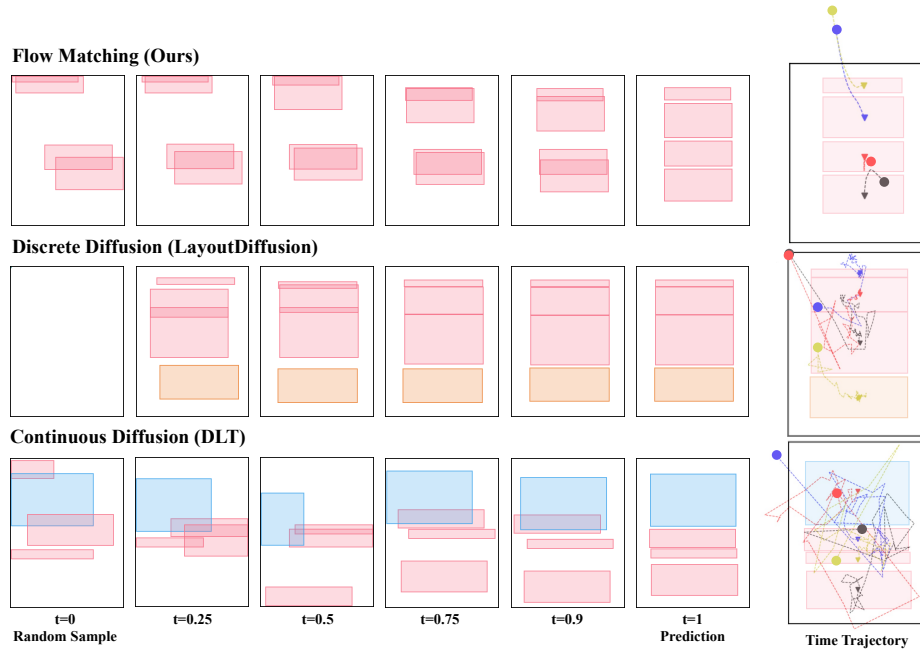 Flow Matching (Ours)
Discrete Diffusion (LayoutDiffusion)
Continuous Diffusion (DLT)
t=0 t=0.25 t=0.5 t=0.75 t=0.9 t=1
Random Sample Prediction Time Trajectory